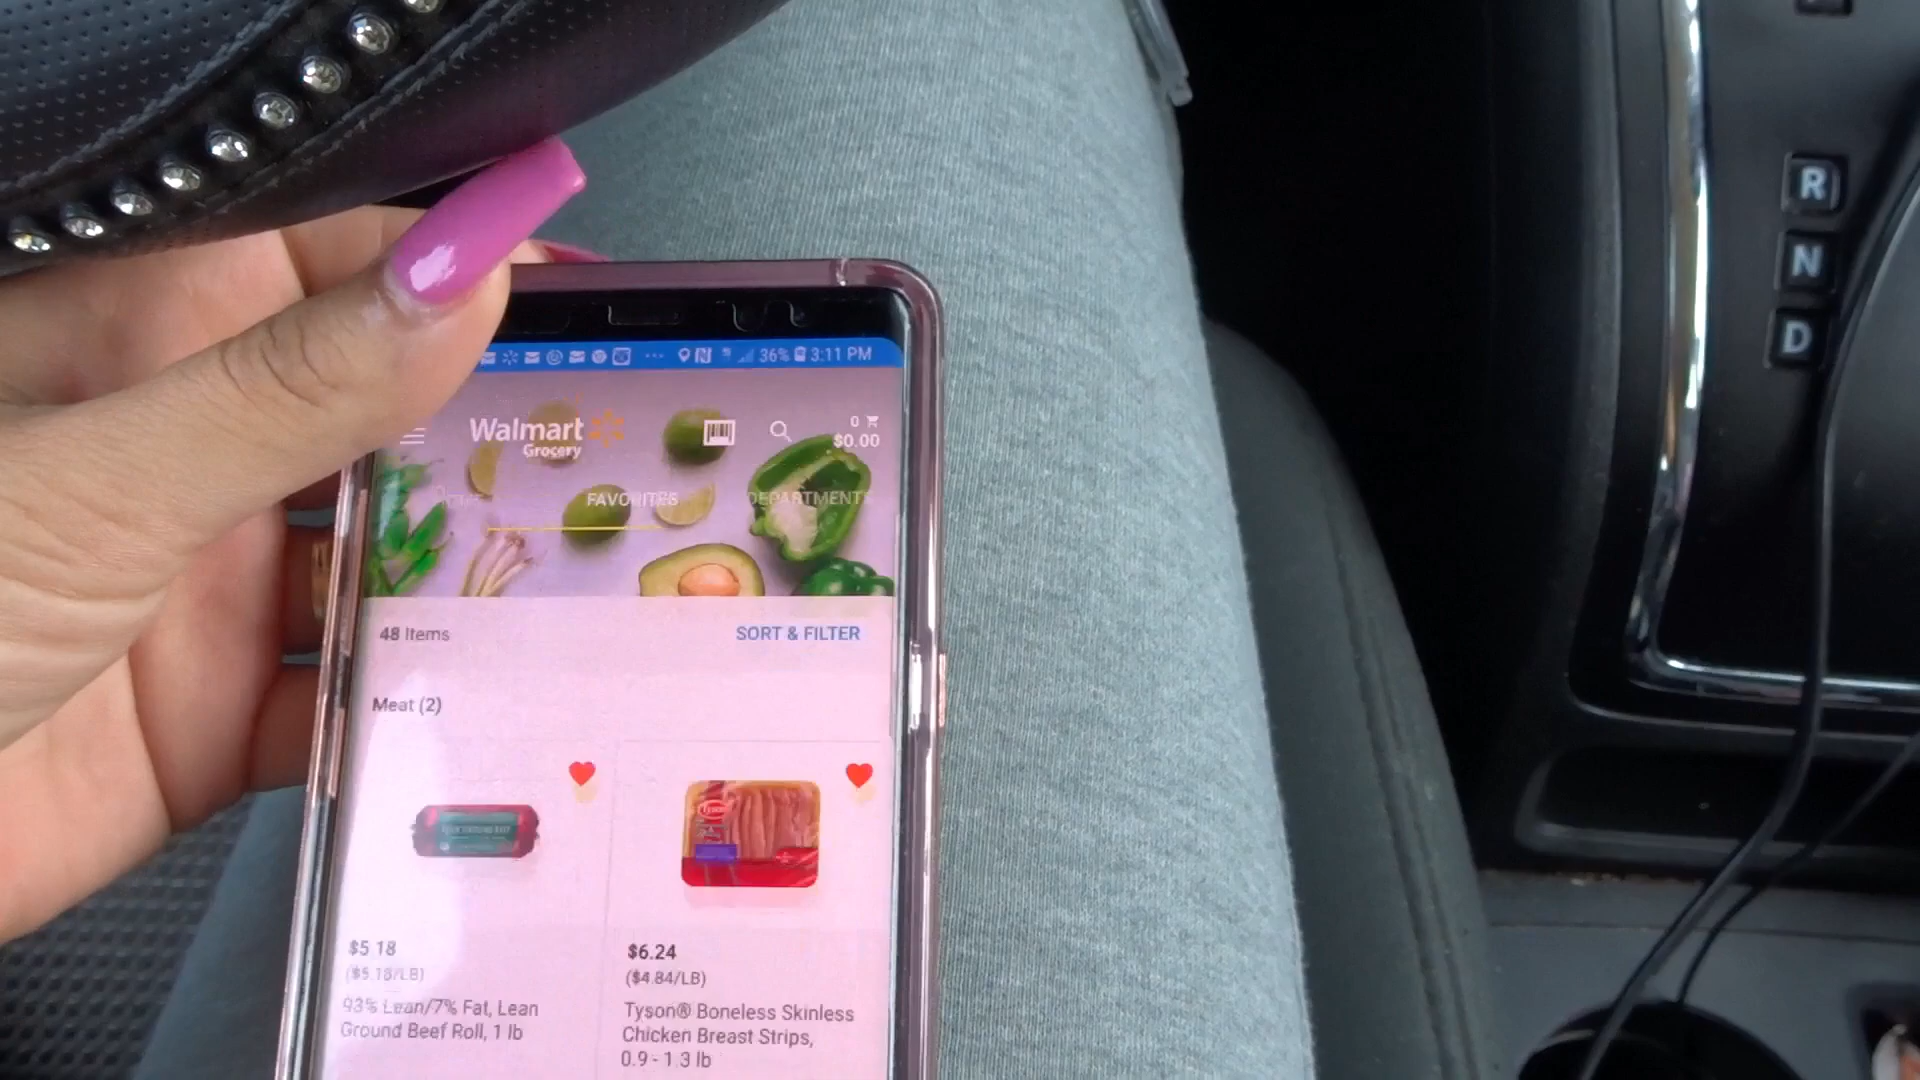 36% 3:11 PM
Walmart
Grocery
0
$0.00
FAVORITES
DEPARTMENTS
48 Items
SORT & FILTER
Meat (2)
$5.18
($5.18/LB)
93% Lean/7% Fat, Lean
Ground Beef Roll, 1 lb
Tyson
$6.24
($4.84/LB)
Tyson® Boneless Skinless
Chicken Breast Strips,
0.9 - 1.3 lb
R
N
D